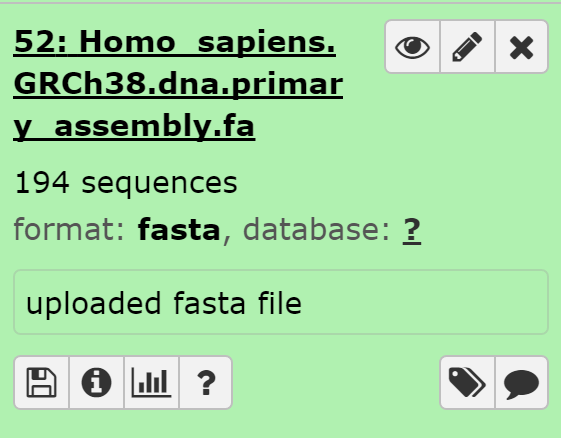 52: Homo_sapiens.
GRCh38.dna.primar
y_assembly.fa
194 sequences
format: fasta, database: ?
uploaded fasta file
?